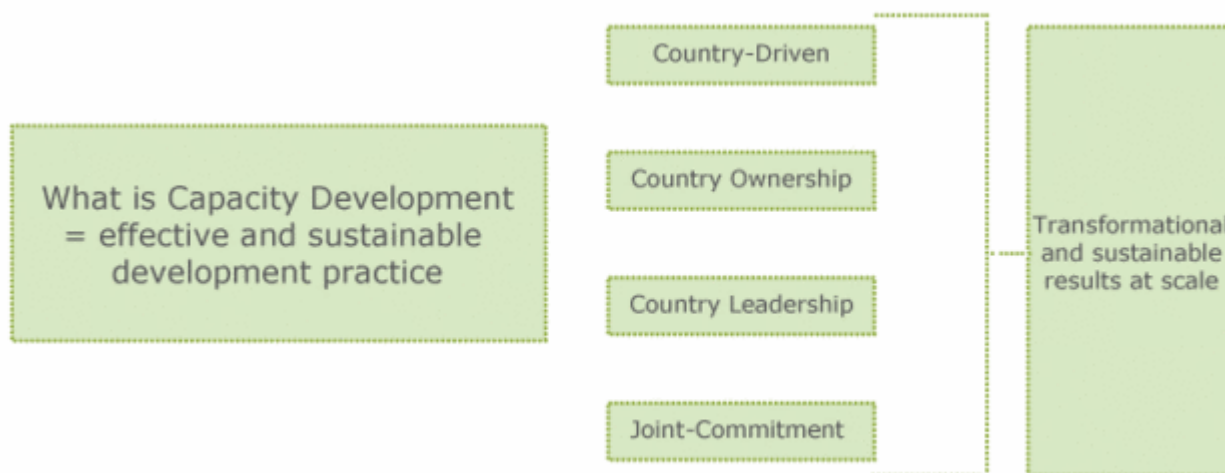 What is Capacity Development
= effective and sustainable
development practice
Country-Driven
Country Ownership
Country Leadership
Joint-Commitment
Transformational
and sustainable
results at scale